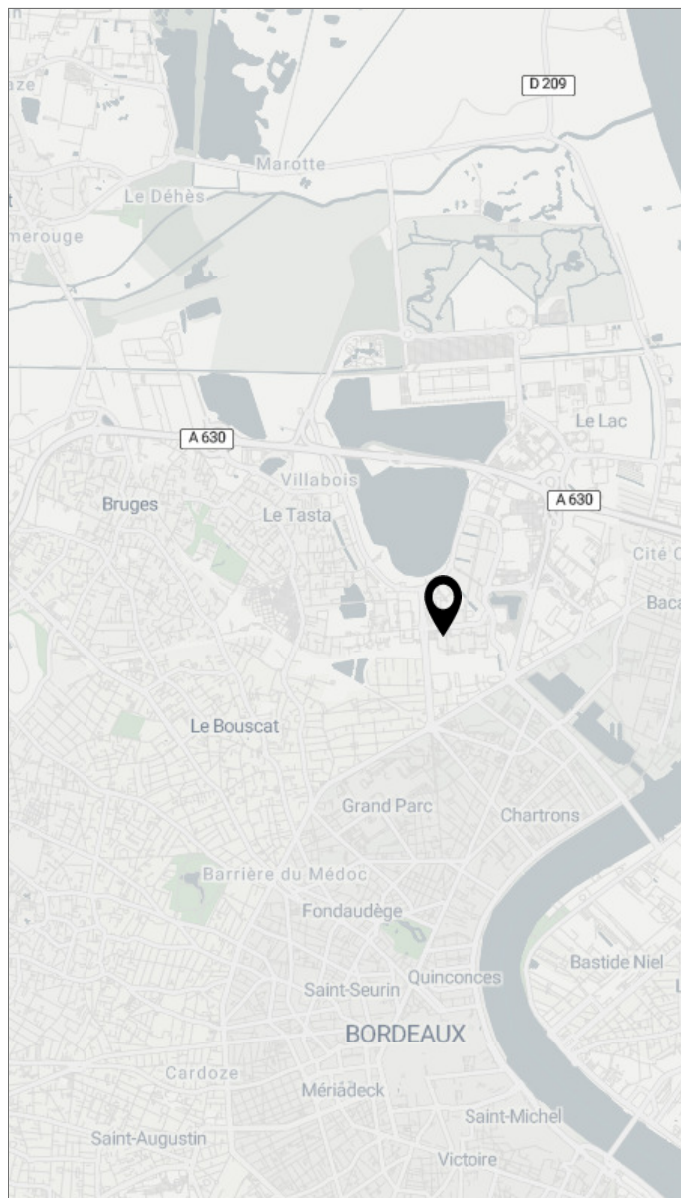 aze
D 209
Marotte
Le Déhès
merouge
Le Lac
A 630
Villabois
A 630
Bruges
Le Tasta
Cité C
Baca
Le Bouscat
Grand Parc
Chartrons
Barrière du Médoc
Fondaudège
Bastide Niel
Quinconces
Saint-Seurin
BORDEAUX
Cardoze
Mériadeck
Saint-Michel
Saint-Augustin
Victoire